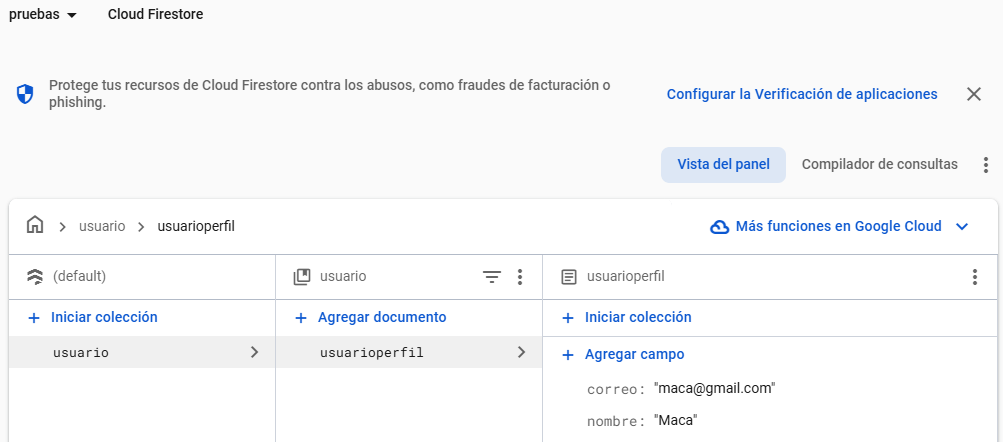 pruebas
Cloud Firestore
Protege tus recursos de Cloud Firestore contra los abusos, como fraudes de facturación o
phishing.
Configurar la Verificación de aplicaciones
Vista del panel
Compilador de consultas
usuario
usuarioperfil
Más funciones en Google Cloud
(default)
usuario
usuarioperfil
+ Iniciar colección
+ Agregar documento
+ Iniciar colección
usuario
usuarioperfil
+ Agregar campo
correo: "maca@gmail.com"
nombre: "Maca"